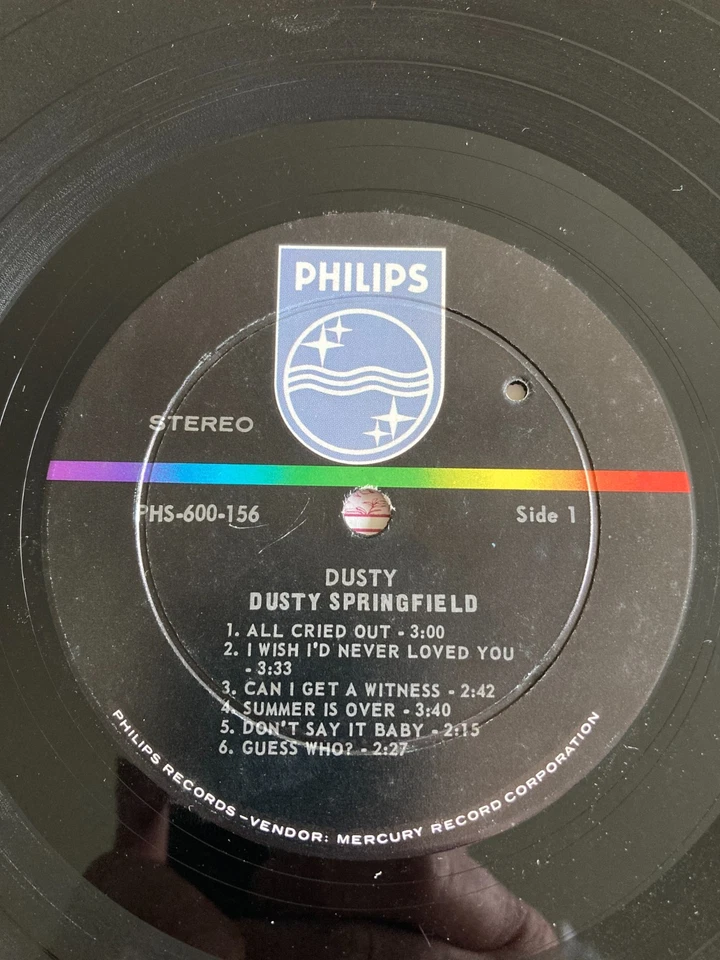 PHILIPS
STEREO
PHS-600-156
Side 1
DUSTY
DUSTY SPRINGFIELD
1. ALL CRIED OUT - 3:00
2. I WISH I'D NEVER LOVED YOU
- 3:33
3. CAN I GET A WITNESS - 2:42
4. SUMMER IS OVER - 3:40
5. DON'T SAY IT BABY - 2:15
6. GUESS WHO? - 2:27
PHILIPS RECORDS-VENDOR: MERCURY RECORD CORPORATION